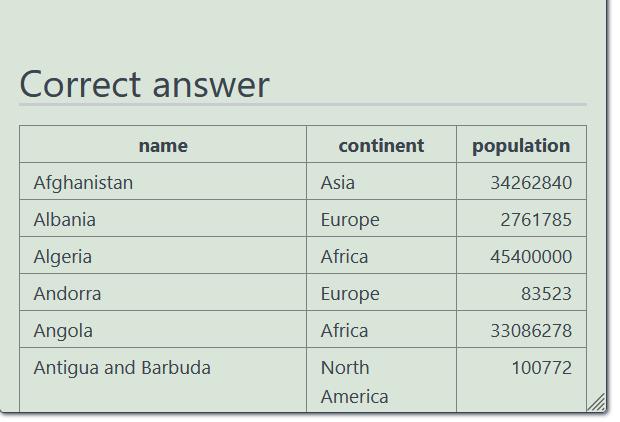 Correct answer
name continent population
Afghanistan Asia 34262840
Albania Europe 2761785
Algeria Africa 45400000
Andorra Europe 83523
Angola Africa 33086278
Antigua and Barbuda North America 100772